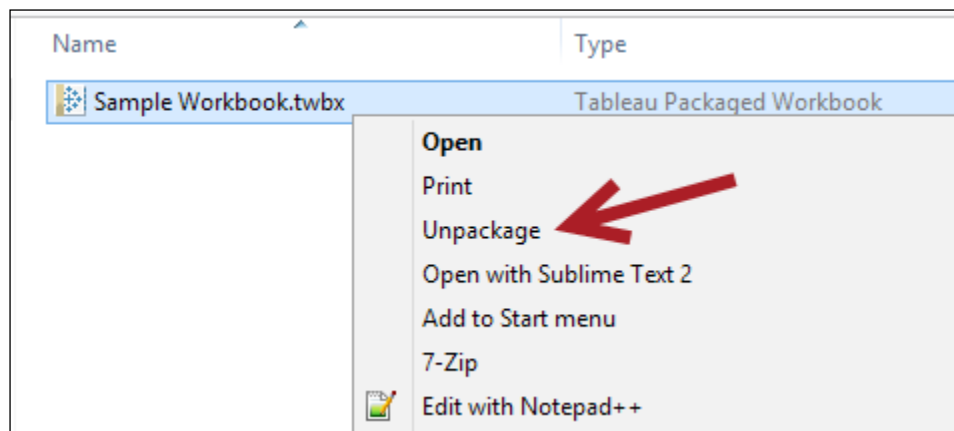 Name Type
Sample Workbook.twbx Tableau Packaged Workbook
Open
Print
Unpackage
Open with Sublime Text 2
Add to Start menu
7-Zip
Edit with Notepad++